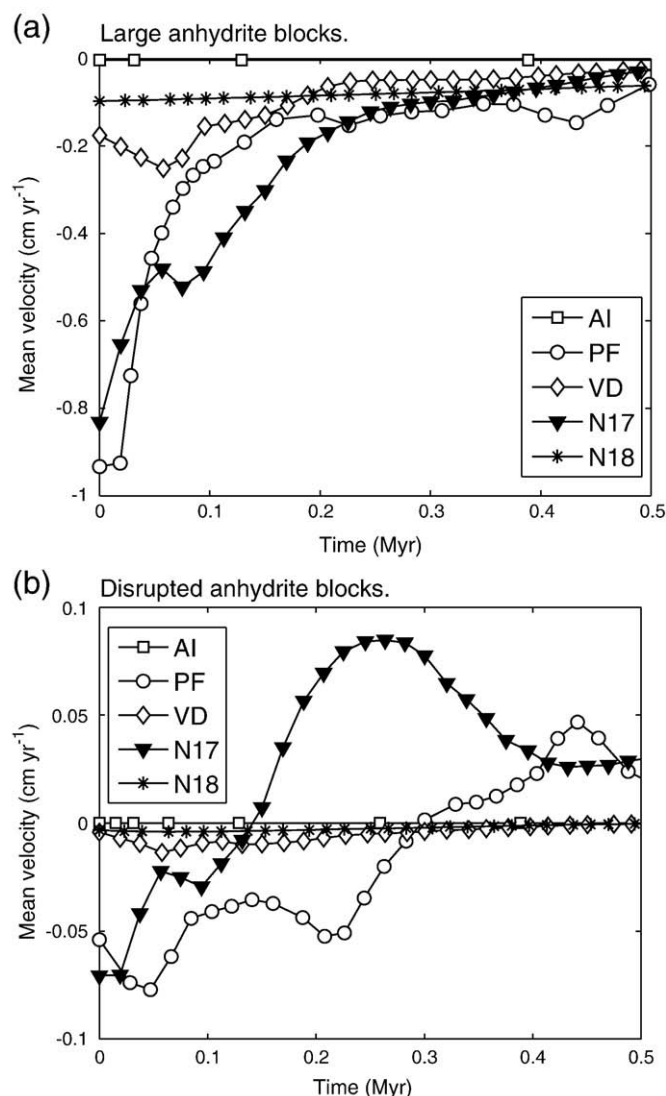 (a) Large anhydrite blocks.
0
-0.2
-0.4
-0.6
-0.8
-1
Mean velocity (cm yr⁻¹)
AI
PF
VD
N17
N18
0 0.1 0.2 0.3 0.4 0.5
Time (Myr)
(b) Disrupted anhydrite blocks.
0.1
0.05
0
-0.05
-0.1
Mean velocity (cm yr⁻¹)
AI
PF
VD
N17
N18
0 0.1 0.2 0.3 0.4 0.5
Time (Myr)